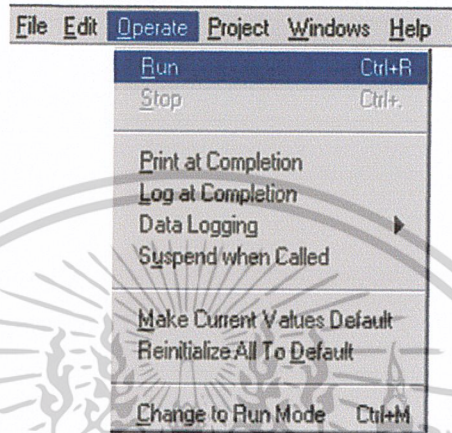 File Edit Operate Project Windows Help
Run Ctrl+R
Stop Ctrl+.
Print at Completion
Log at Completion
Data Logging
Suspend when Called
Make Current Values Default
Reinitialize All To Default
Change to Run Mode Ctrl+M